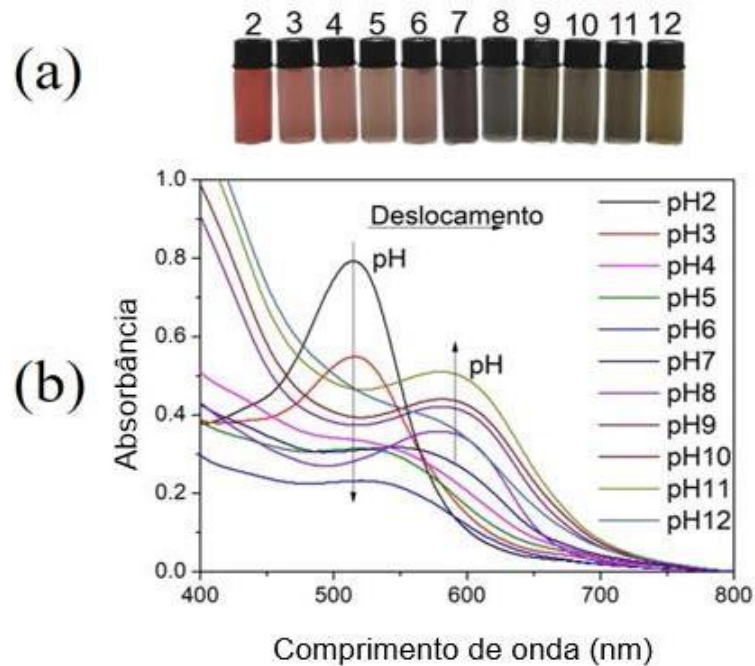 2 3 4 5 6 7 8 9 10 11 12
(a)
1.0
0.8
0.6
0.4
0.2
0.0
Deslocamento
pH
pH
pH2
pH3
pH4
pH5
pH6
pH7
pH8
pH9
pH10
pH11
pH12
(b)
Absorbância
400 500 600 700 800
Comprimento de onda (nm)